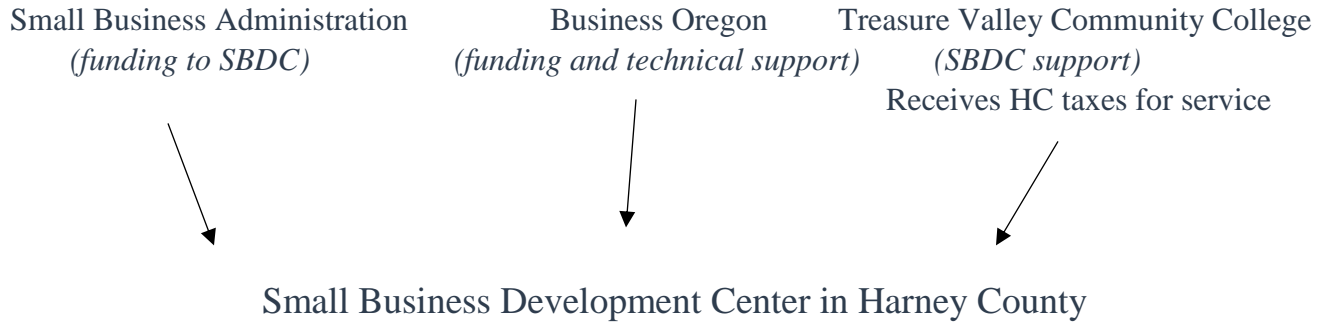 Small Business Administration
(funding to SBDC)
Business Oregon
(funding and technical support)
Treasure Valley Community College
(SBDC support)
Receives HC taxes for service
Small Business Development Center in Harney County